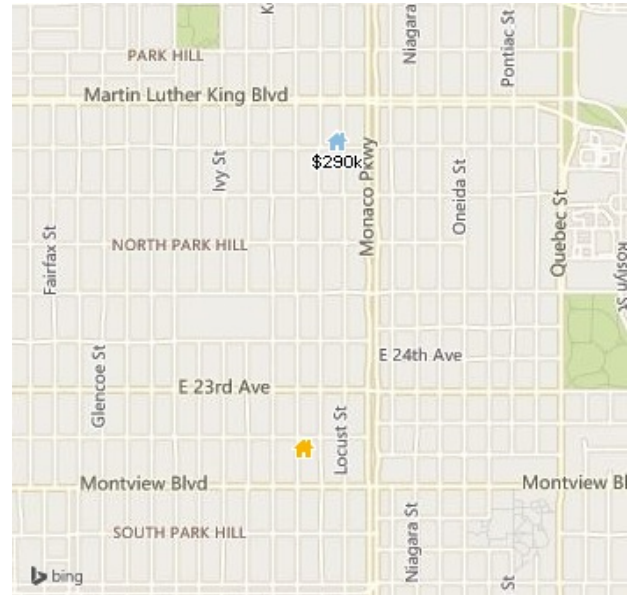 Niagara
Pontiac St
PARK HILL
Martin Luther King Blvd
$290k
Ivy St
Monaco Pkwy
Oneida St
Quebec St
Roslyn St
Fairfax St
NORTH PARK HILL
E 24th Ave
Glencoe St
E 23rd Ave
Locust St
Montview Blvd
Montview Bl
SOUTH PARK HILL
Niagara St
St
bing